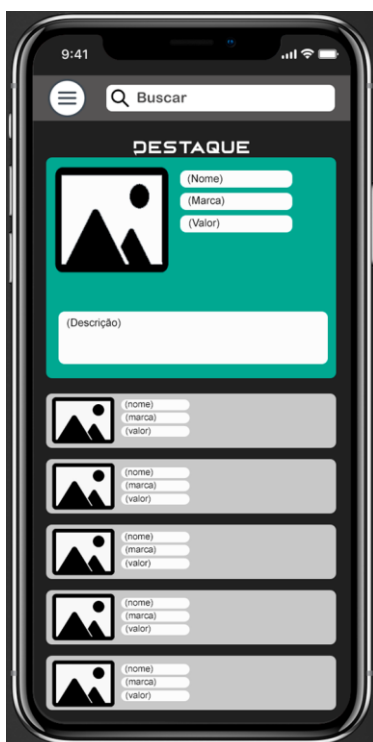 9:41
Buscar
DESTAQUE
(Nome)
(Marca)
(Valor)
(Descrição)
(nome)
(marca)
(valor)
(nome)
(marca)
(valor)
(nome)
(marca)
(valor)
(nome)
(marca)
(valor)
(nome)
(marca)
(valor)